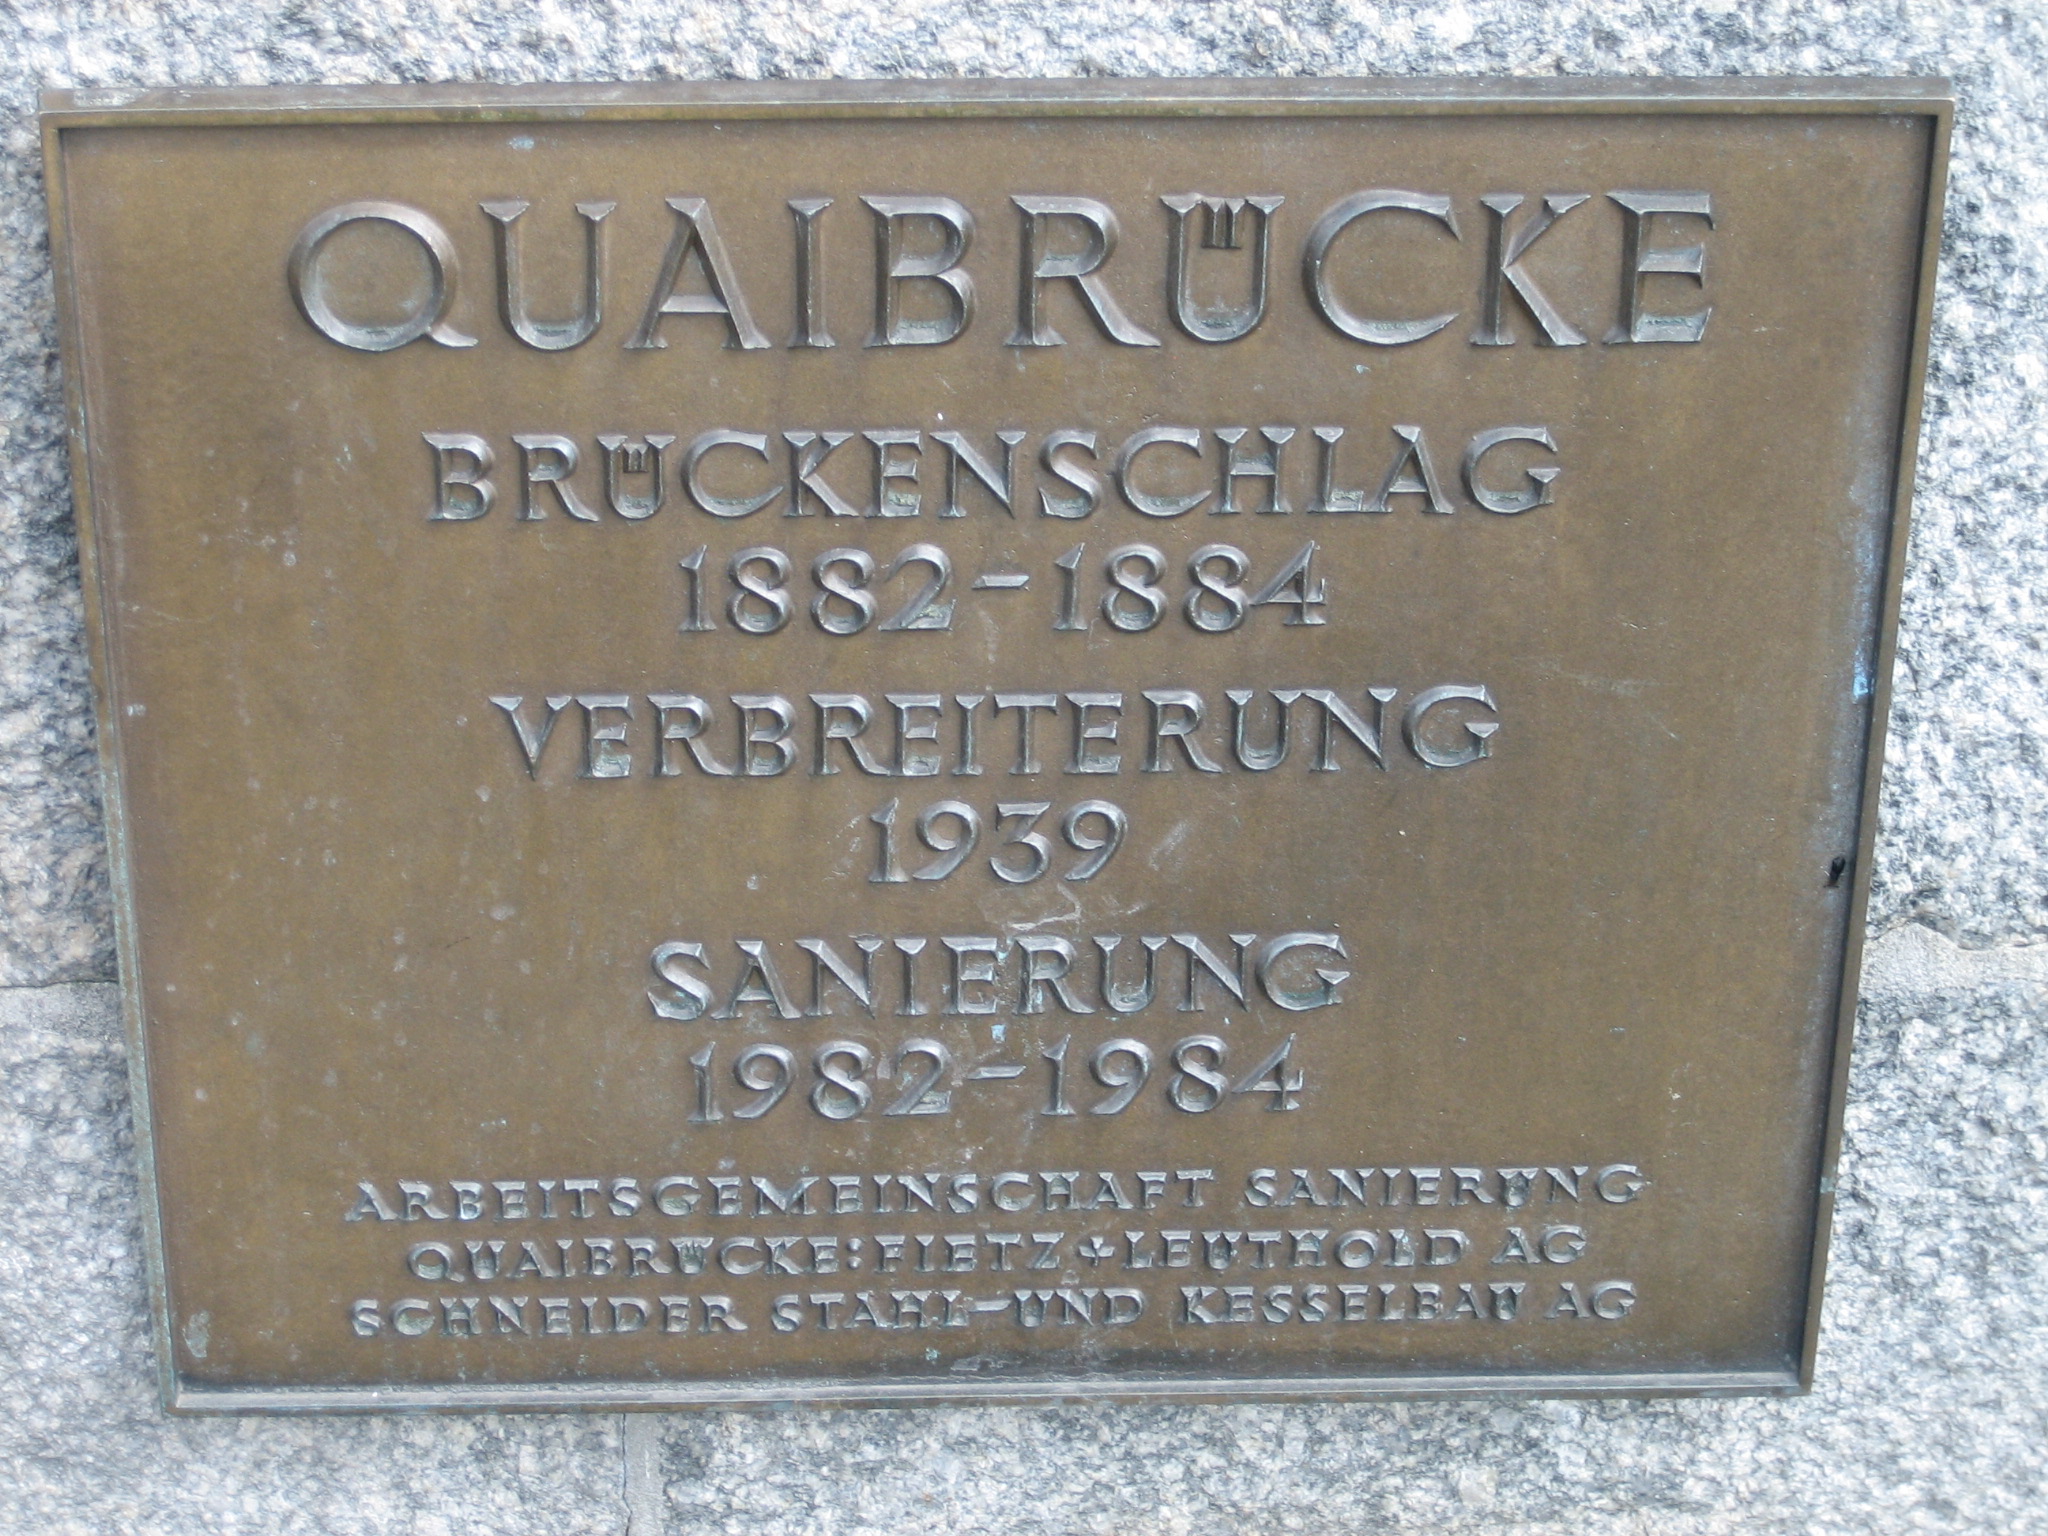 QUAIBRÜCKE
BRÜCKENSCHLAG
1882-1884
VERBREITERUNG
1939
SANIERUNG
1982-1984
ARBEITSGEMEINSCHAFT SANIERUNG
QUAIBRÜCKE: FIETZ + LEUTHOLD AG
SCHNEIDER STAHL-UND KESSELBAU AG